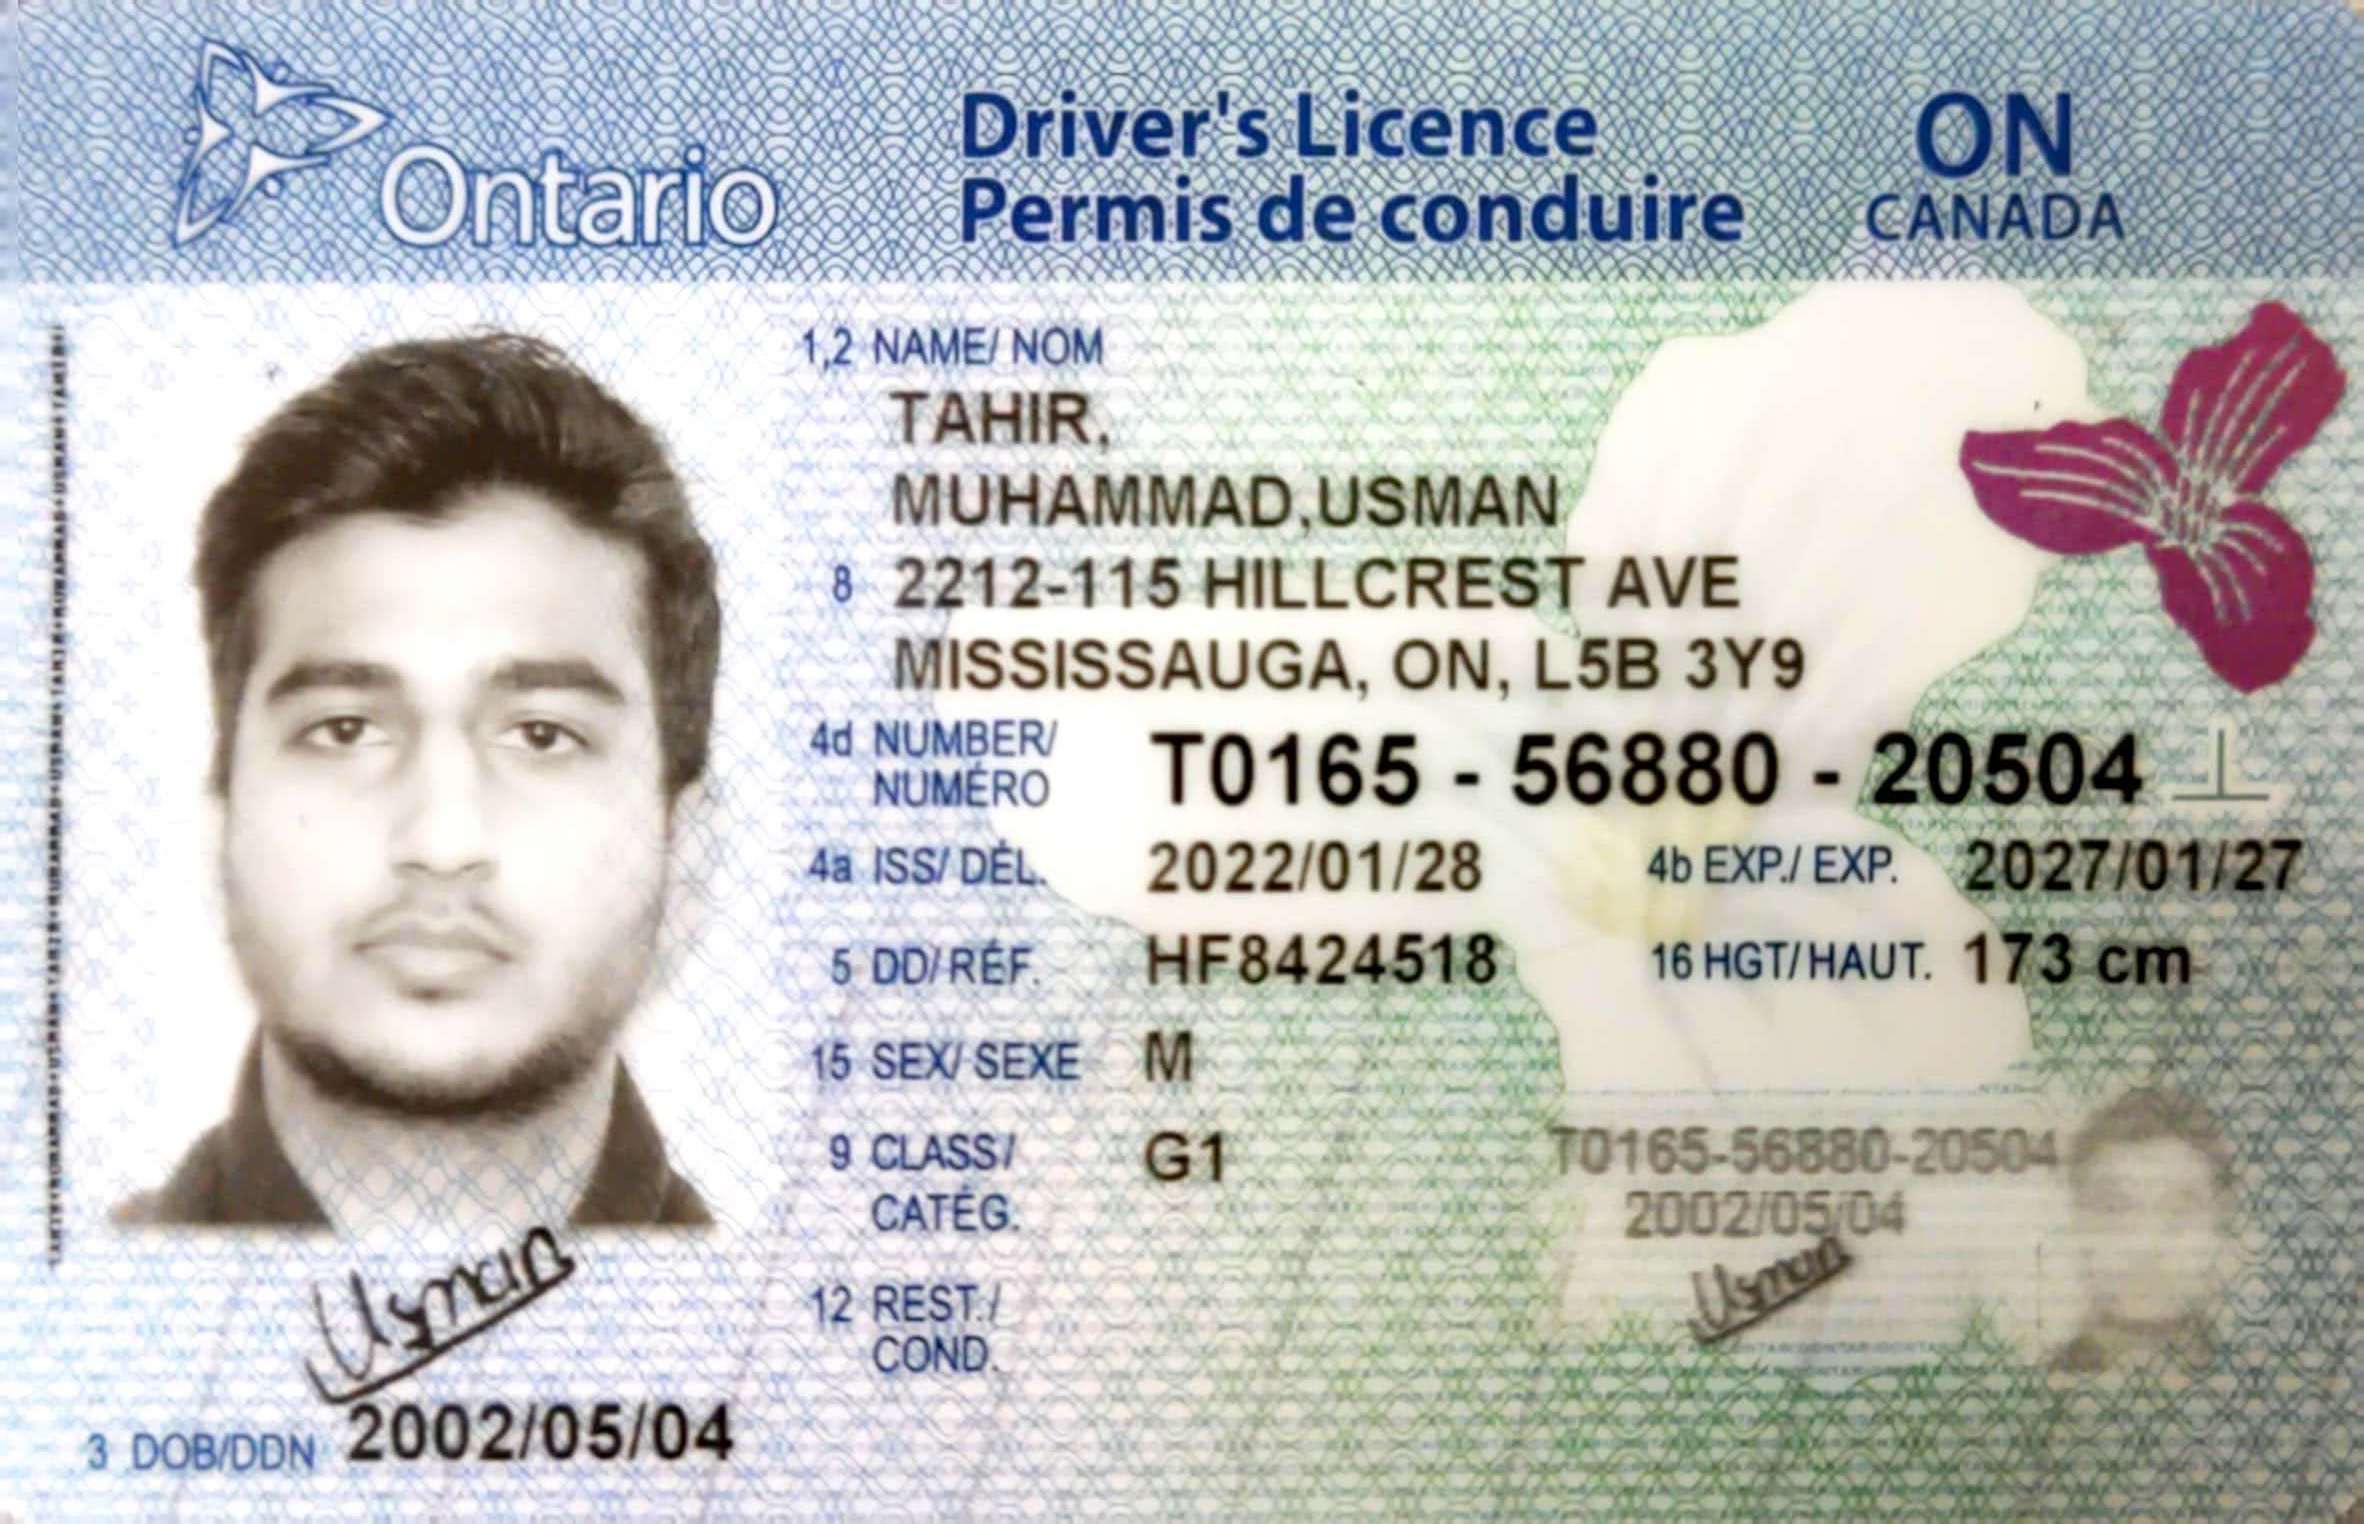 Ontario
Driver's Licence
Permis de conduire
ON
CANADA
1,2 NAME/ NOM
TAHIR,
MUHAMMAD,USMAN
8 2212-115 HILLCREST AVE
MISSISSAUGA, ON, L5B 3Y9
4d NUMBER/
NUMÉRO
T0165 - 56880 - 20504
4a ISS/ DÉL. 2022/01/28 4b EXP./ EXP. 2027/01/27
5 DD/ RÉF. HF8424518 16 HGT/ HAUT. 173 cm
15 SEX/ SEXE M
9 CLASS/
CATÉG.
G1
12 REST./
COND.
T0165-56880-20504
2002/05/04
Usman
Usman
3 DOB/DDN 2002/05/04